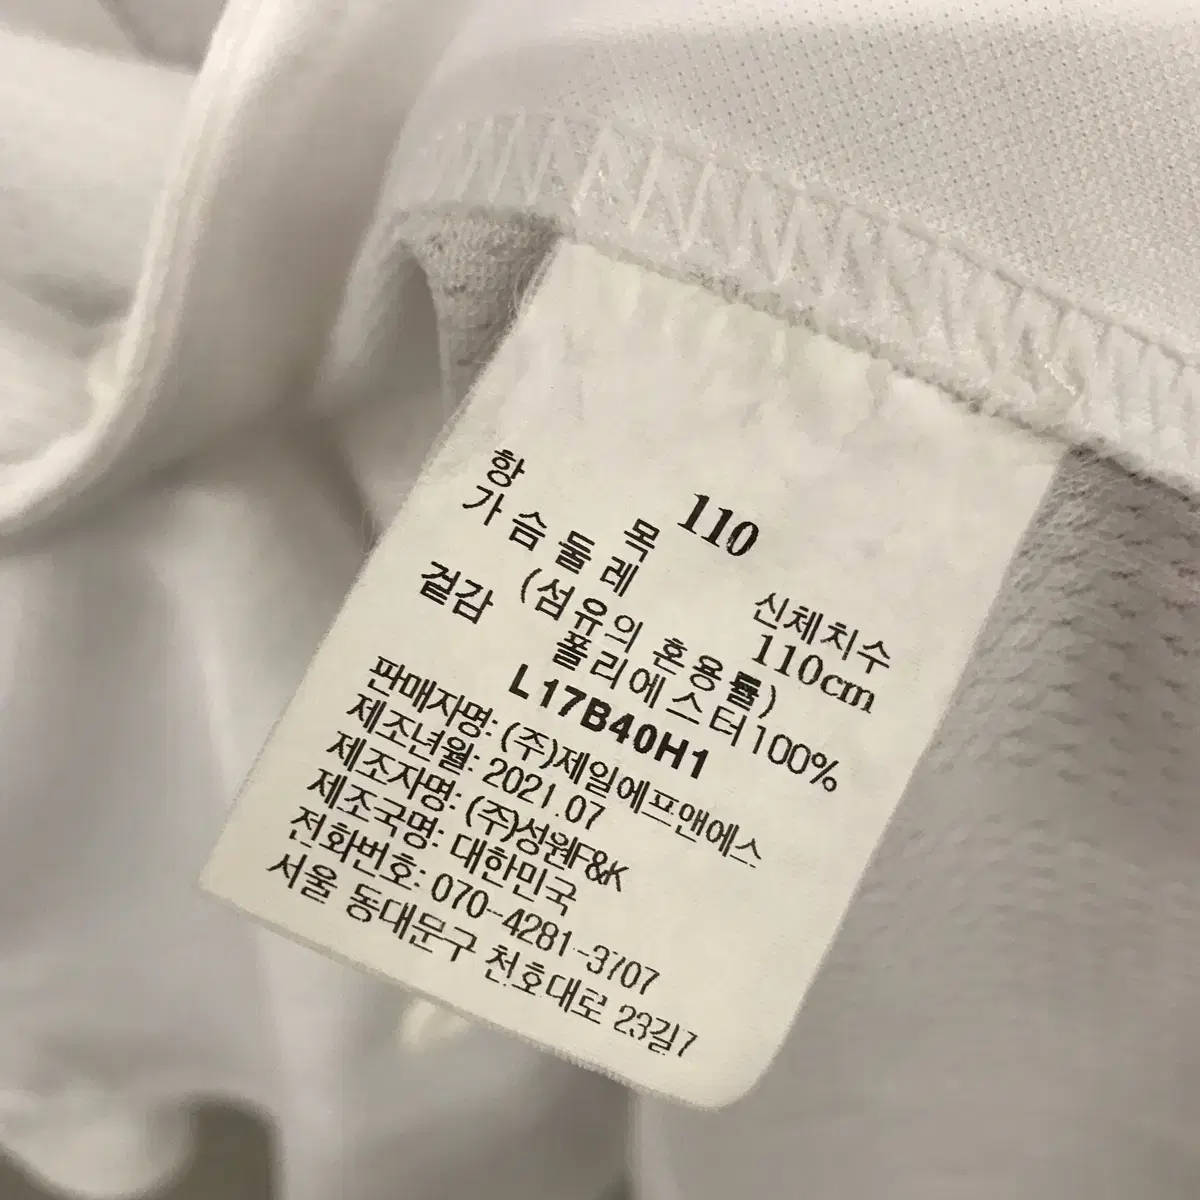 110
항 목 신체치수
가슴둘레 110cm
(섬유의 혼용률)
겉감 폴리에스터100%
L17B40H1
판매자명: (주)제일에프앤에스
제조년월: 2021.07
제조자명: (주)성원F&K
제조국명: 대한민국
전화번호: 070-4281-3707
서울 동대문구 천호대로 23길7